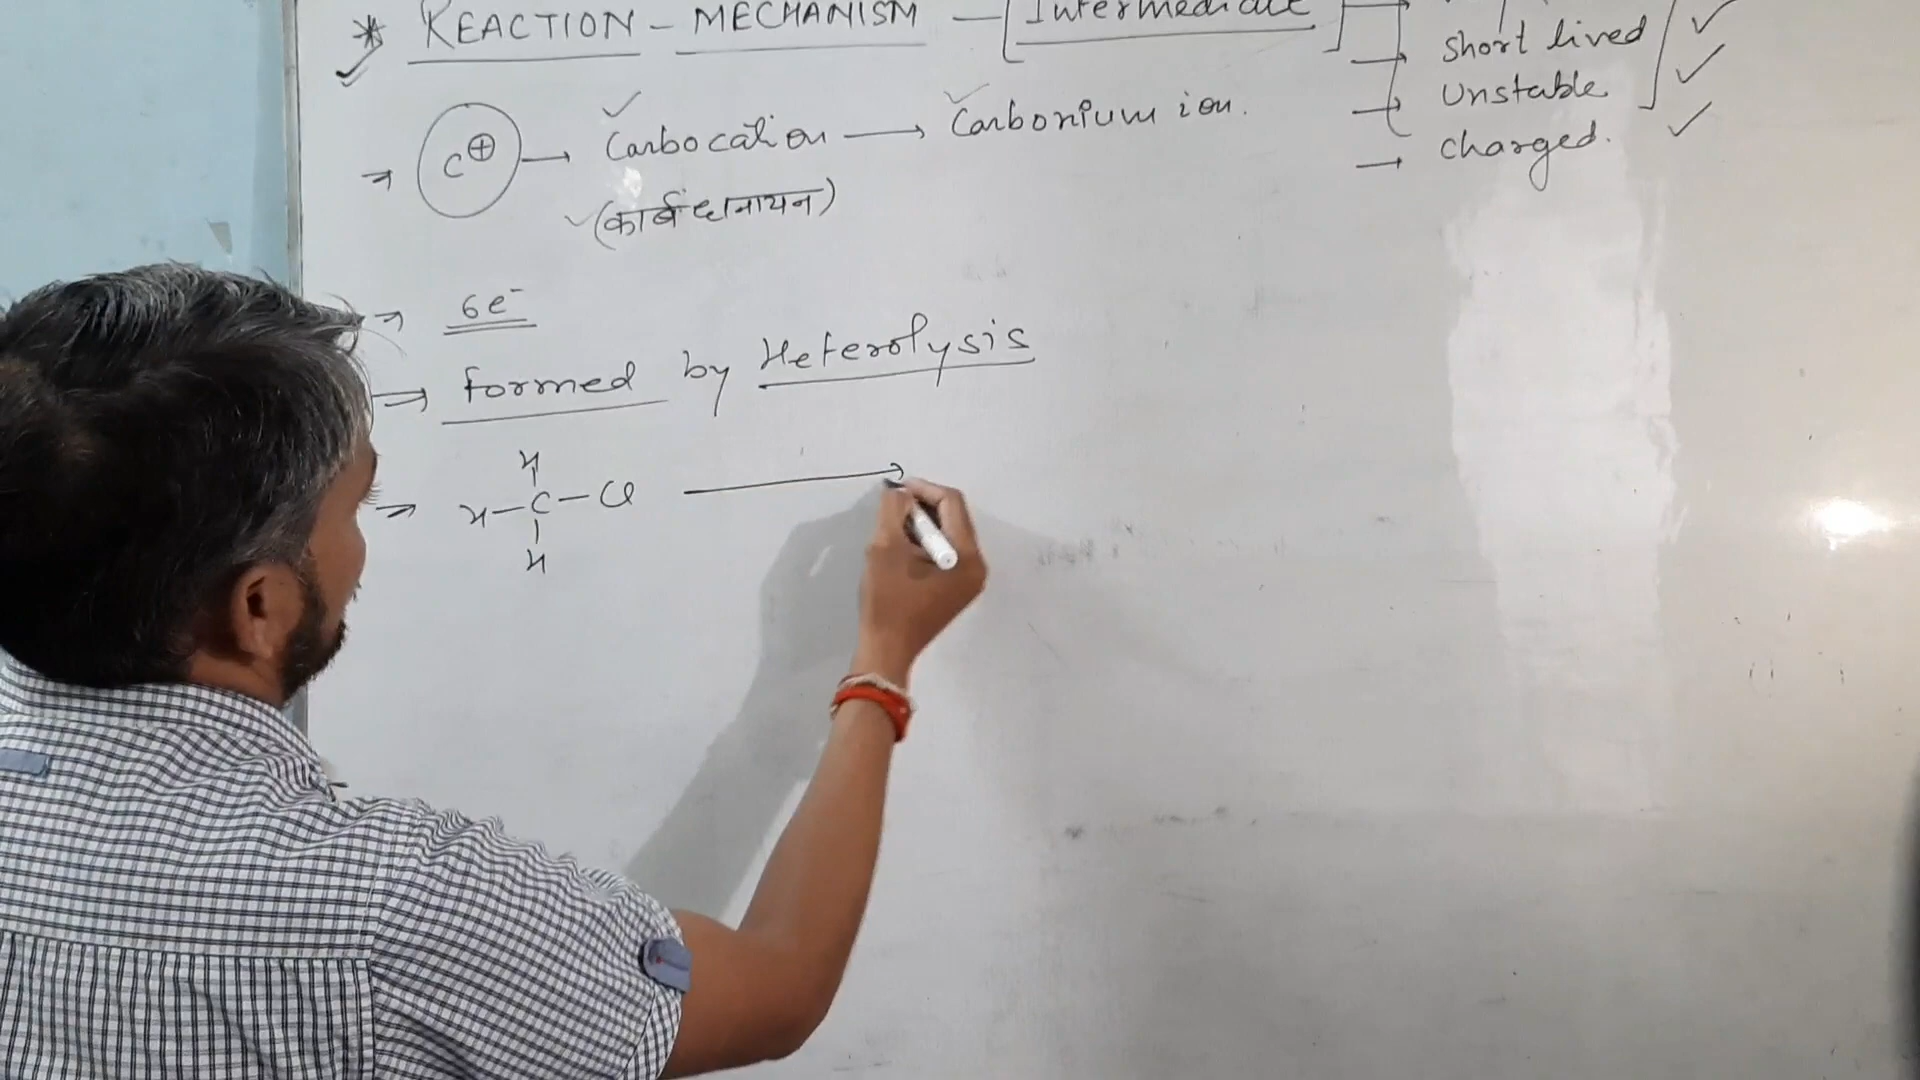 * REACTION - MECHANISM - [Intermediate]
→ short lived
→ Unstable
→ charged.
→ C⊕ → Carbocation → Carbonium ion.
(कार्बधनायन)
→ 6e⁻
→ formed by Heterolysis
H
→ H-C-Cl →
H